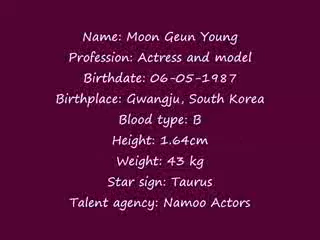 Name: Moon Geun Young
Profession: Actress and model
Birthdate: 06-05-1987
Birthplace: Gwangju, South Korea
Blood type: B
Height: 1.64cm
Weight: 43 kg
Star sign: Taurus
Talent agency: Namoo Actors